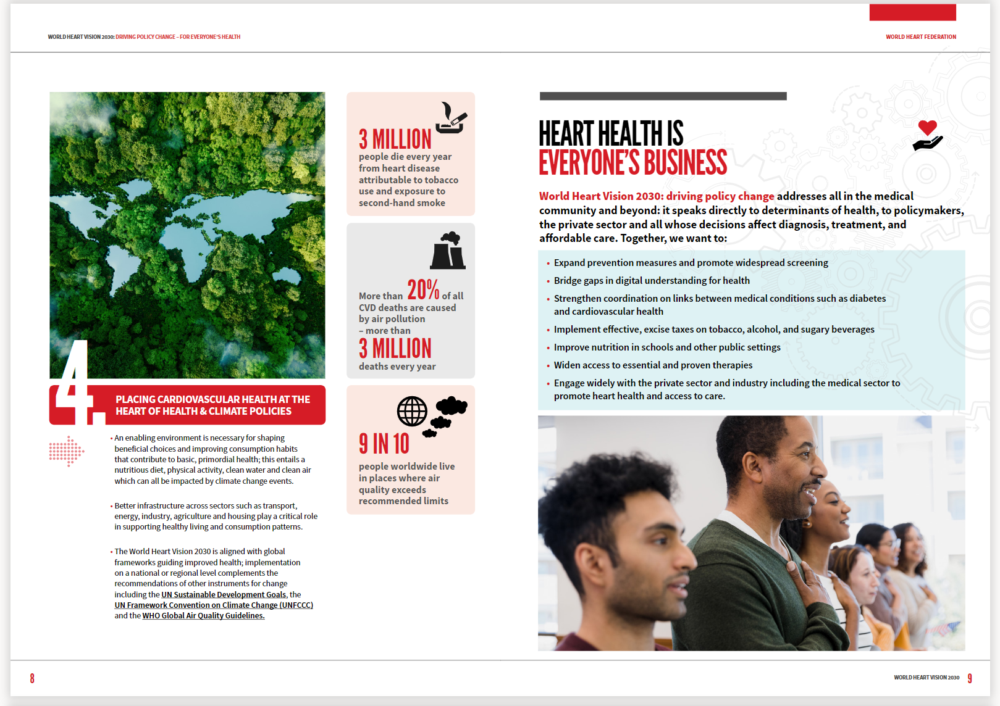 WORLD HEART VISION 2030: DRIVING POLICY CHANGE – FOR EVERYONE'S HEALTH
4.
PLACING CARDIOVASCULAR HEALTH AT THE
HEART OF HEALTH & CLIMATE POLICIES
• An enabling environment is necessary for shaping
beneficial choices and improving consumption habits
that contribute to basic, primordial health; this entails a
nutritious diet, physical activity, clean water and clean air
which can all be impacted by climate change events.
• Better infrastructure across sectors such as transport,
energy, industry, agriculture and housing play a critical role
in supporting healthy living and consumption patterns.
• The World Heart Vision 2030 is aligned with global
frameworks guiding improved health; implementation
on a national or regional level complements the
recommendations of other instruments for change
including the UN Sustainable Development Goals, the
UN Framework Convention on Climate Change (UNFCCC)
and the WHO Global Air Quality Guidelines.
3 MILLION
people die every year
from heart disease
attributable to tobacco
use and exposure to
second-hand smoke
More than 20% of all
CVD deaths are caused
by air pollution
– more than
3 MILLION
deaths every year
9 IN 10
people worldwide live
in places where air
quality exceeds
recommended limits
8
WORLD HEART FEDERATION
HEART HEALTH IS
EVERYONE'S BUSINESS
World Heart Vision 2030: driving policy change addresses all in the medical
community and beyond: it speaks directly to determinants of health, to policymakers,
the private sector and all whose decisions affect diagnosis, treatment, and
affordable care. Together, we want to:
• Expand prevention measures and promote widespread screening
• Bridge gaps in digital understanding for health
• Strengthen coordination on links between medical conditions such as diabetes
and cardiovascular health
• Implement effective, excise taxes on tobacco, alcohol, and sugary beverages
• Improve nutrition in schools and other public settings
• Widen access to essential and proven therapies
• Engage widely with the private sector and industry including the medical sector to
promote heart health and access to care.
WORLD HEART VISION 2030 9